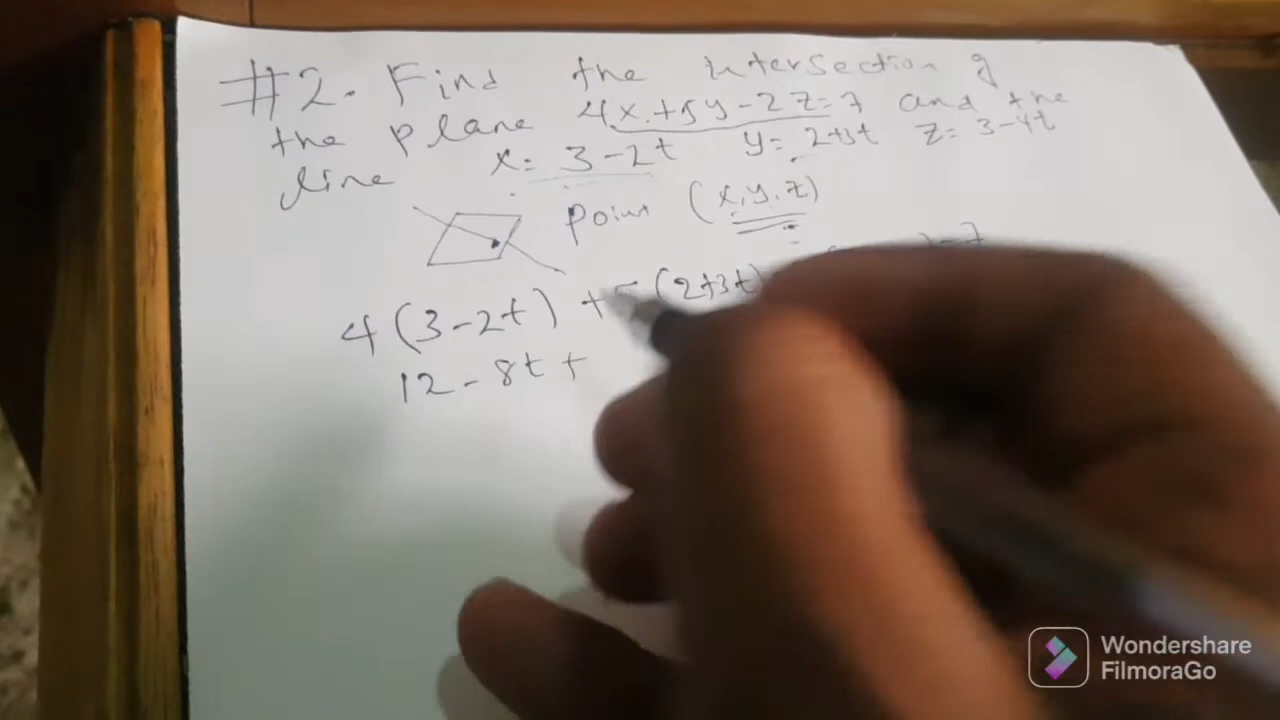 #2. Find the intersection of
the plane 4x+5y-2z=7 and the
line x= 3-2t y= 2+3t z= 3-4t
Point (x,y,z)
4(3-2t) +5(2+3t) =7
12-8t+
Wondershare
FilmoraGo